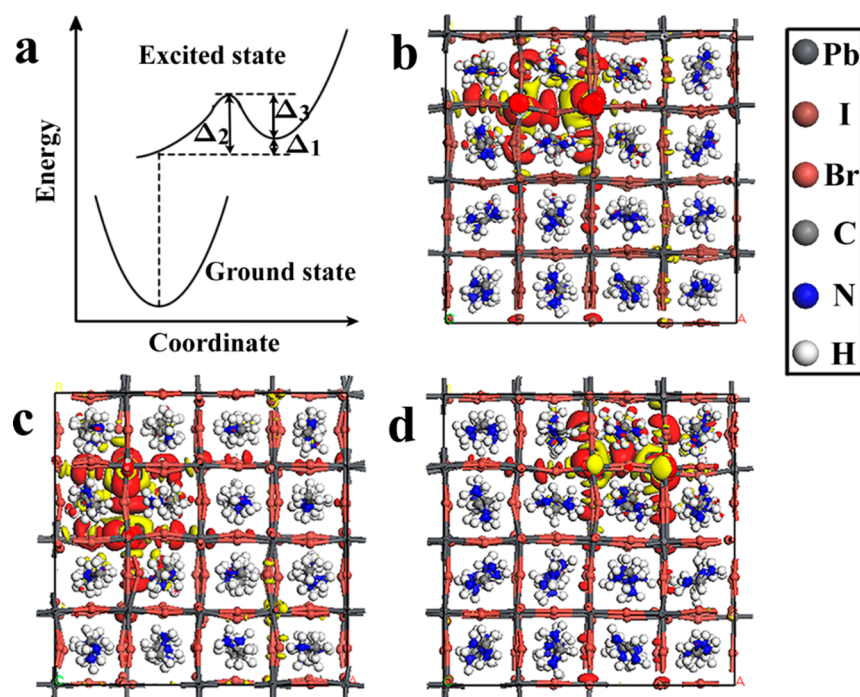 a
Excited state
Δ2
Δ3
Δ1
Energy
Ground state
Coordinate
b
A
Pb
I
Br
C
N
H
c
B
C
A
d
A